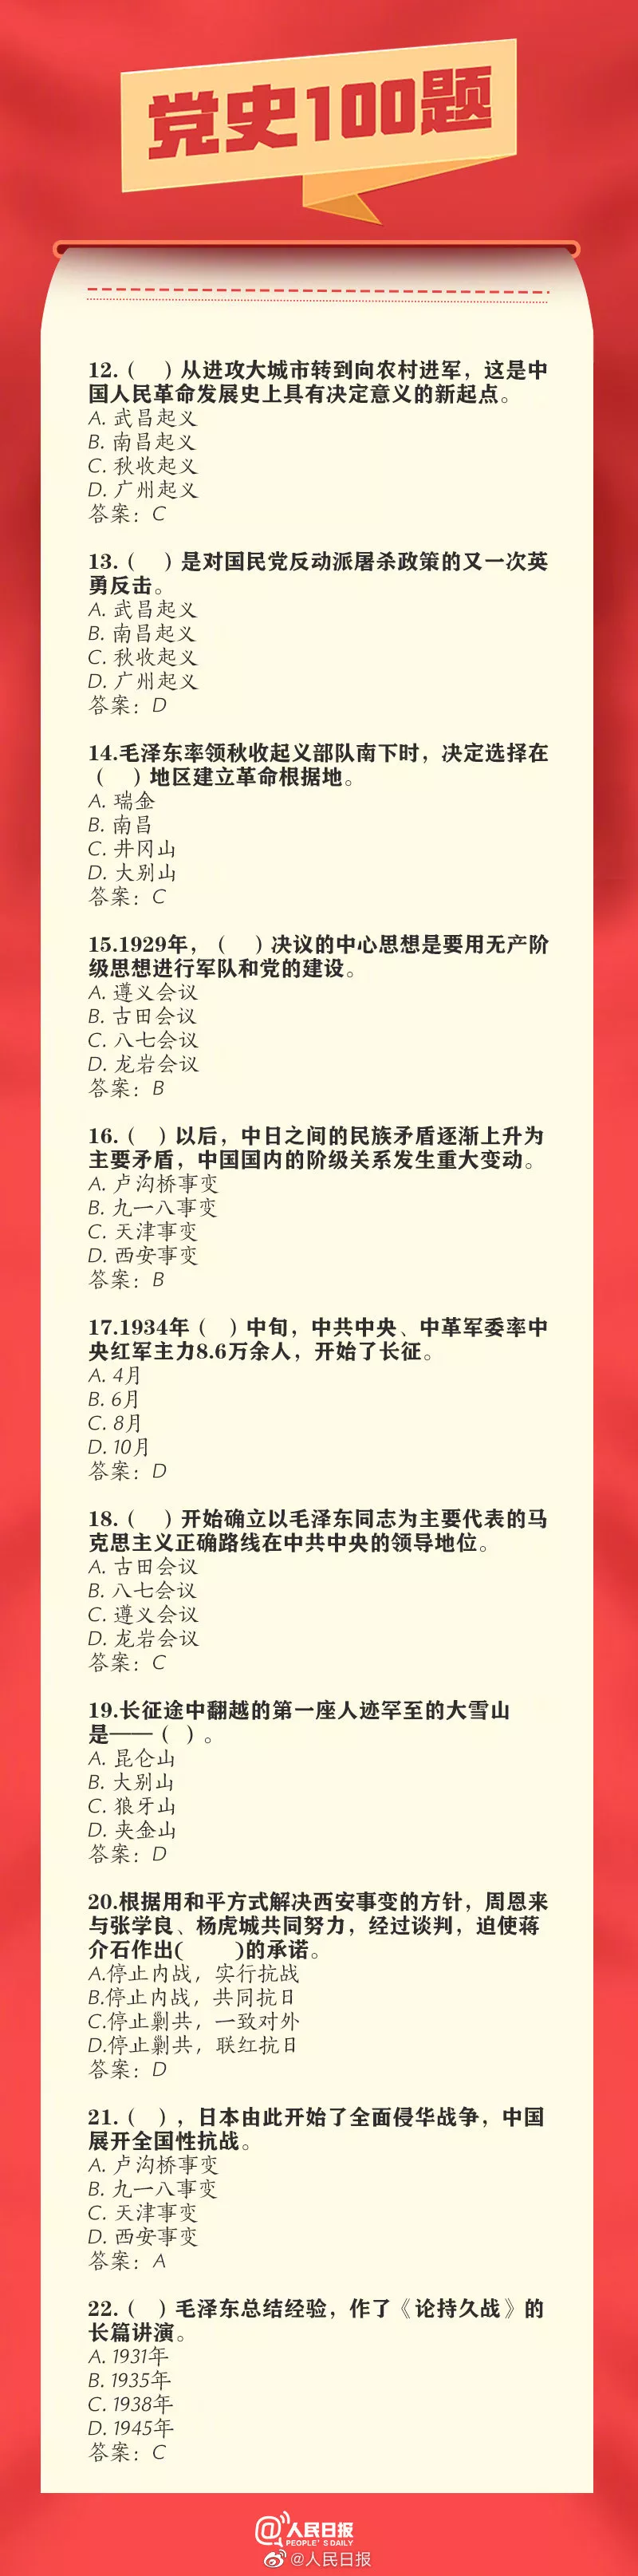 党史100题
12.（ ）从进攻大城市转到向农村进军，这是中
国人民革命发展史上具有决定意义的新起点。
A. 武昌起义
B. 南昌起义
C. 秋收起义
D. 广州起义
答案：C
13.（ ）是对国民党反动派屠杀政策的又一次英
勇反击。
A. 武昌起义
B. 南昌起义
C. 秋收起义
D. 广州起义
答案：D
14.毛泽东率领秋收起义部队南下时，决定选择在
（ ）地区建立革命根据地。
A. 瑞金
B. 南昌
C. 井冈山
D. 大别山
答案：C
15.1929年，（ ）决议的中心思想是要用无产阶
级思想进行军队和党的建设。
A. 遵义会议
B. 古田会议
C. 八七会议
D. 龙岩会议
答案：B
16.（ ）以后，中日之间的民族矛盾逐渐上升为
主要矛盾，中国国内的阶级关系发生重大变动。
A. 卢沟桥事变
B. 九一八事变
C. 天津事变
D. 西安事变
答案：B
17.1934年（ ）中旬，中共中央、中革军委率中
央红军主力8.6万余人，开始了长征。
A. 4月
B. 6月
C. 8月
D. 10月
答案：D
18.（ ）开始确立以毛泽东同志为主要代表的马
克思主义正确路线在中共中央的领导地位。
A. 古田会议
B. 八七会议
C. 遵义会议
D. 龙岩会议
答案：C
19.长征途中翻越的第一座人迹罕至的大雪山
是——（ ）。
A. 昆仑山
B. 大别山
C. 狼牙山
D. 夹金山
答案：D
20.根据用和平方式解决西安事变的方针，周恩来
与张学良、杨虎城共同努力，经过谈判，迫使蒋
介石作出( )的承诺。
A.停止内战，实行抗战
B.停止内战，共同抗日
C.停止剿共，一致对外
D.停止剿共，联红抗日
答案：D
21.（ ），日本由此开始了全面侵华战争，中国
展开全国性抗战。
A. 卢沟桥事变
B. 九一八事变
C. 天津事变
D. 西安事变
答案：A
22.（ ）毛泽东总结经验，作了《论持久战》的
长篇讲演。
A. 1931年
B. 1935年
C. 1938年
D. 1945年
答案：C
@人民日报
PEOPLE'S DAILY
@人民日报